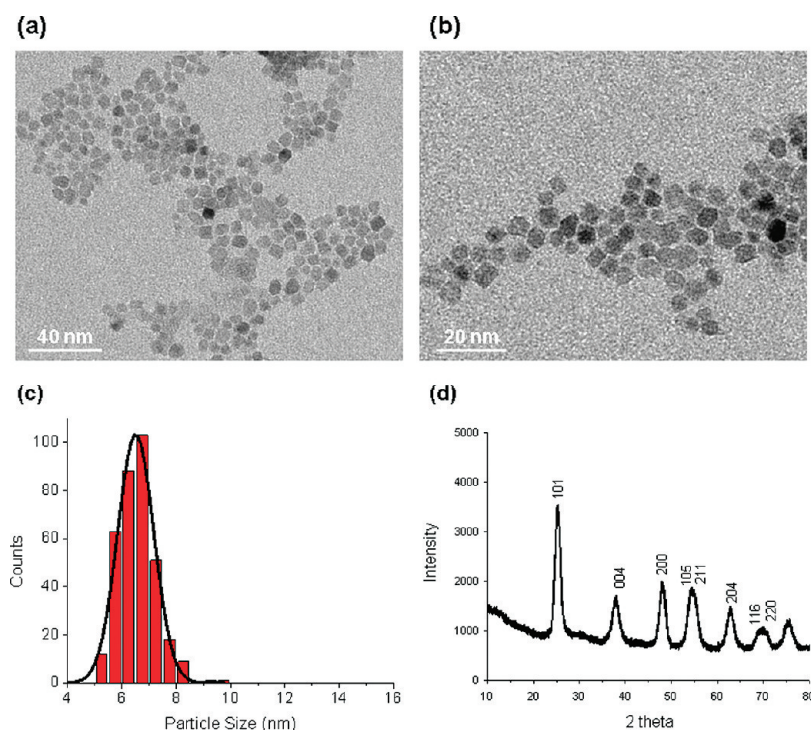 (a)
(b)
40 nm
20 nm
(c)
(d)
100
80
60
40
20
0
Counts
4 6 8 10 12 14 16
Particle Size (nm)
5000
4000
3000
2000
1000
0
Intensity
101
004
200
105
211
204
116
220
10 20 30 40 50 60 70 80
2 theta